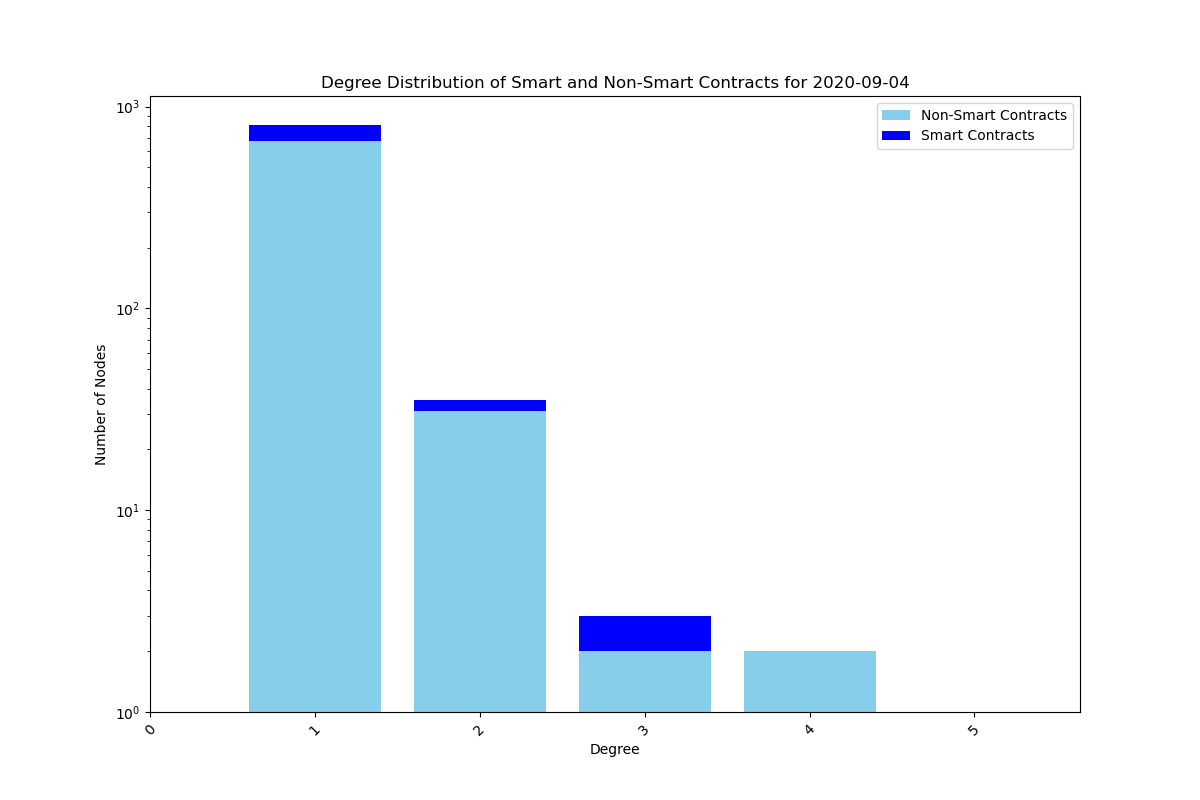 Degree Distribution of Smart and Non-Smart Contracts for 2020-09-04
Non-Smart Contracts
Smart Contracts
10³
10²
10¹
10⁰
Number of Nodes
0 1 2 3 4 5
Degree